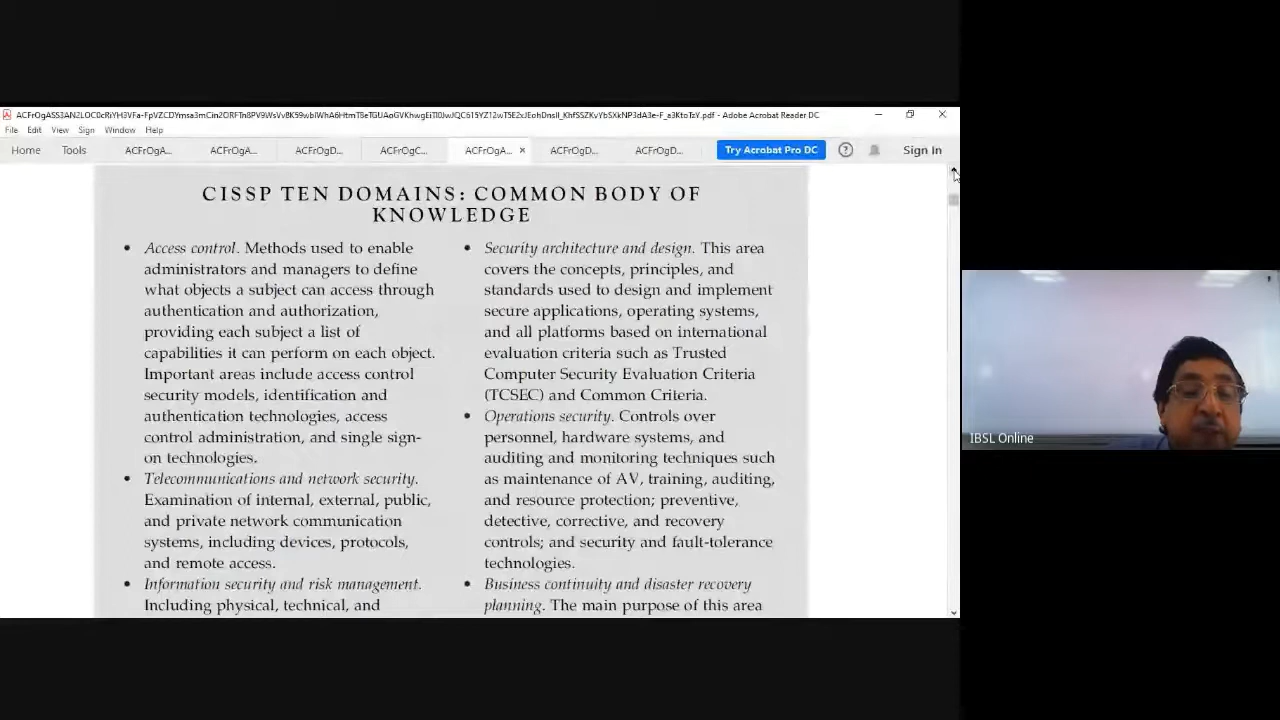 - Adobe Acrobat Reader DC
File Edit View Sign Window Help
Home Tools ACFrOgA... ACFrOgA... ACFrOgD... ACFrOgC... ACFrOgA... × ACFrOgD... ACFrOgD... Try Acrobat Pro DC Sign In
CISSP TEN DOMAINS: COMMON BODY OF
KNOWLEDGE
• Access control. Methods used to enable
administrators and managers to define
what objects a subject can access through
authentication and authorization,
providing each subject a list of
capabilities it can perform on each object.
Important areas include access control
security models, identification and
authentication technologies, access
control administration, and single sign-
on technologies.
• Telecommunications and network security.
Examination of internal, external, public,
and private network communication
systems, including devices, protocols,
and remote access.
• Information security and risk management.
Including physical, technical, and
• Security architecture and design. This area
covers the concepts, principles, and
standards used to design and implement
secure applications, operating systems,
and all platforms based on international
evaluation criteria such as Trusted
Computer Security Evaluation Criteria
(TCSEC) and Common Criteria.
• Operations security. Controls over
personnel, hardware systems, and
auditing and monitoring techniques such
as maintenance of AV, training, auditing,
and resource protection; preventive,
detective, corrective, and recovery
controls; and security and fault-tolerance
technologies.
• Business continuity and disaster recovery
planning. The main purpose of this area
IBSL Online